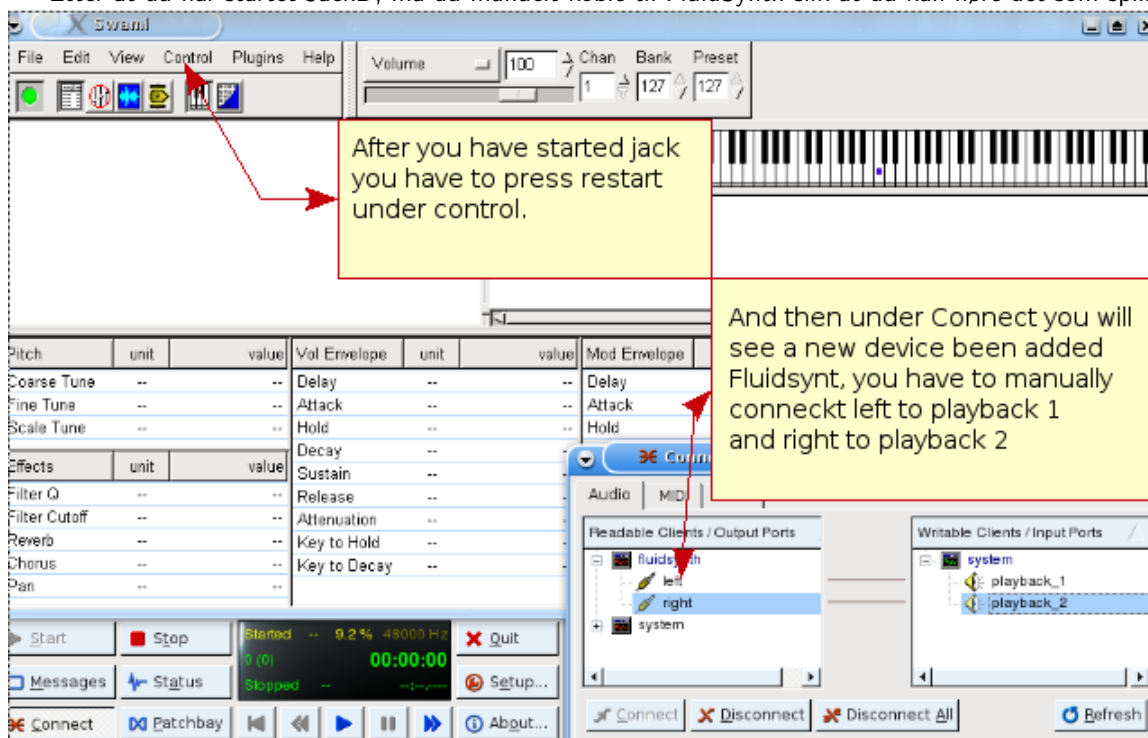 Swami
File Edit View Control Plugins Help
Volume 100 Chan Bank Preset
1 127 127
After you have started jack
you have to press restart
under control.
And then under Connect you will
see a new device been added
Fluidsynt, you have to manually
conneckt left to playback 1
and right to playback 2
Pitch unit value
Coarse Tune -- --
Fine Tune -- --
Scale Tune -- --
Effects unit value
Filter Q -- --
Filter Cutoff -- --
Reverb -- --
Chorus -- --
Pan -- --
Vol Envelope unit value
Delay -- --
Attack -- --
Hold -- --
Decay -- --
Sustain --
Release --
Attenuation --
Key to Hold --
Key to Decay --
Mod Envelope
Delay
Attack
Hold
Audio MIDI
Readable Clients / Output Ports
fluidsynth
left
right
system
Writable Clients / Input Ports
system
playback_1
playback_2
Connect Disconnect Disconnect All Refresh
Start Stop
Started -- 9.2 % 48000 Hz
0 (0) 00:00:00
Stopped -- --:--.----
Quit
Messages Status Setup...
Connect Patchbay About...